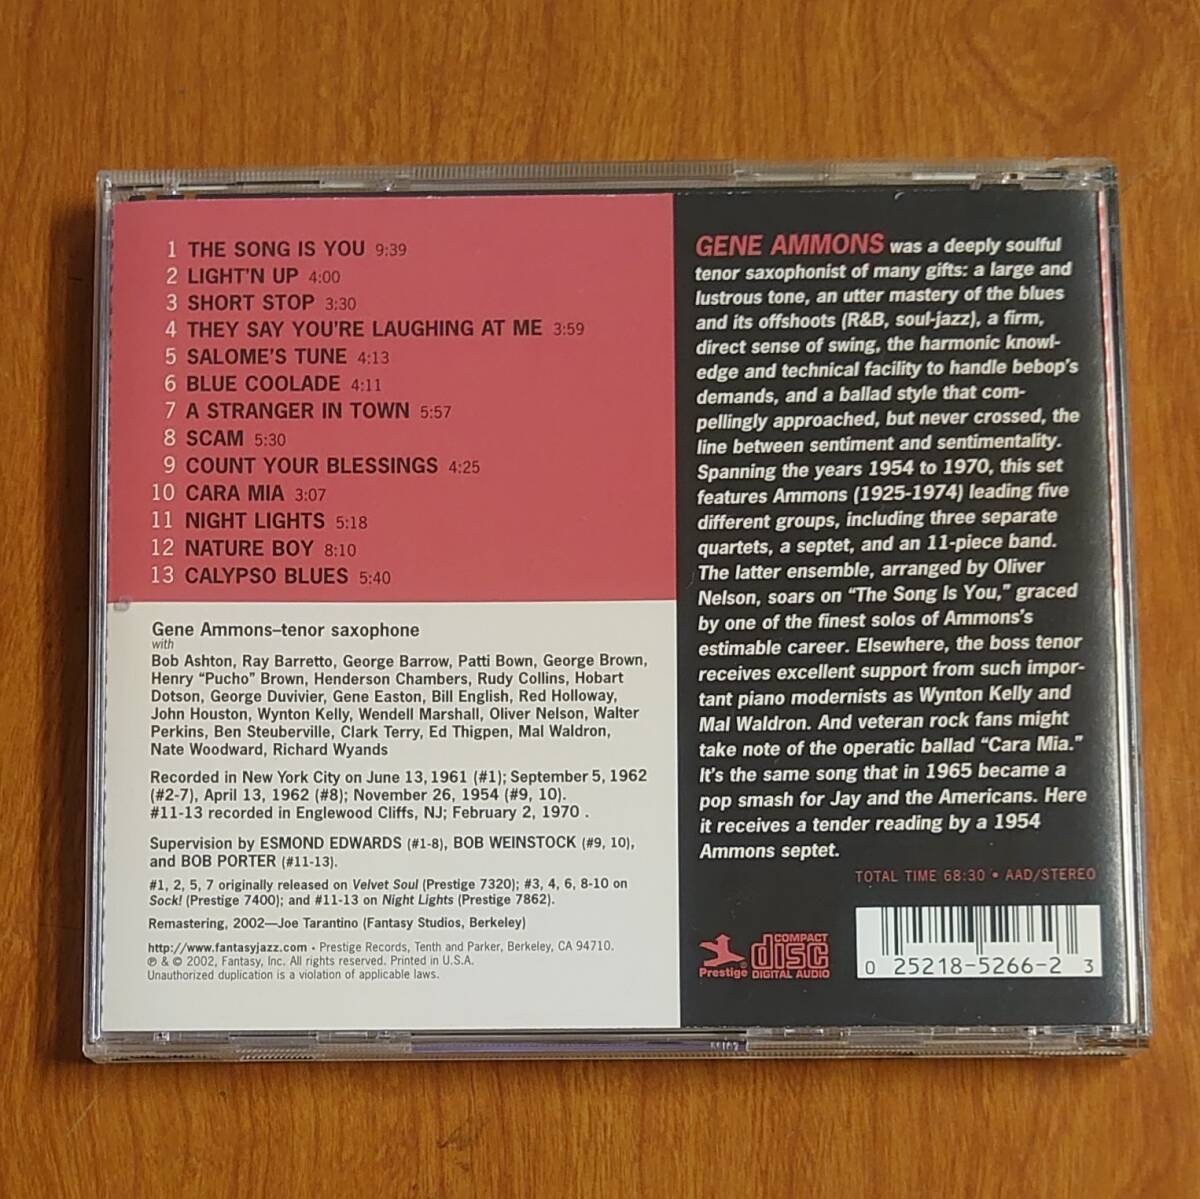 1 THE SONG IS YOU 9:39
2 LIGHT'N UP 4:00
3 SHORT STOP 3:30
4 THEY SAY YOU'RE LAUGHING AT ME 3:59
5 SALOME'S TUNE 4:13
6 BLUE COOLADE 4:11
7 A STRANGER IN TOWN 5:57
8 SCAM 5:30
9 COUNT YOUR BLESSINGS 4:25
10 CARA MIA 3:07
11 NIGHT LIGHTS 5:18
12 NATURE BOY 8:10
13 CALYPSO BLUES 5:40
Gene Ammons–tenor saxophone
with
Bob Ashton, Ray Barretto, George Barrow, Patti Bown, George Brown,
Henry "Pucho" Brown, Henderson Chambers, Rudy Collins, Hobart
Dotson, George Duvivier, Gene Easton, Bill English, Red Holloway,
John Houston, Wynton Kelly, Wendell Marshall, Oliver Nelson, Walter
Perkins, Ben Steuberville, Clark Terry, Ed Thigpen, Mal Waldron,
Nate Woodward, Richard Wyands
Recorded in New York City on June 13, 1961 (#1); September 5, 1962
(#2-7), April 13, 1962 (#8); November 26, 1954 (#9, 10).
#11-13 recorded in Englewood Cliffs, NJ; February 2, 1970 .
Supervision by ESMOND EDWARDS (#1-8), BOB WEINSTOCK (#9, 10),
and BOB PORTER (#11-13).
#1, 2, 5, 7 originally released on Velvet Soul (Prestige 7320); #3, 4, 6, 8-10 on
Sock! (Prestige 7400); and #11-13 on Night Lights (Prestige 7862).
Remastering, 2002—Joe Tarantino (Fantasy Studios, Berkeley)
http://www.fantasyjazz.com • Prestige Records, Tenth and Parker, Berkeley, CA 94710.
℗ & © 2002, Fantasy, Inc. All rights reserved. Printed in U.S.A.
Unauthorized duplication is a violation of applicable laws.
GENE AMMONS was a deeply soulful
tenor saxophonist of many gifts: a large and
lustrous tone, an utter mastery of the blues
and its offshoots (R&B, soul-jazz), a firm,
direct sense of swing, the harmonic knowl-
edge and technical facility to handle bebop's
demands, and a ballad style that com-
pellingly approached, but never crossed, the
line between sentiment and sentimentality.
Spanning the years 1954 to 1970, this set
features Ammons (1925-1974) leading five
different groups, including three separate
quartets, a septet, and an 11-piece band.
The latter ensemble, arranged by Oliver
Nelson, soars on "The Song Is You," graced
by one of the finest solos of Ammons's
estimable career. Elsewhere, the boss tenor
receives excellent support from such impor-
tant piano modernists as Wynton Kelly and
Mal Waldron. And veteran rock fans might
take note of the operatic ballad "Cara Mia."
It's the same song that in 1965 became a
pop smash for Jay and the Americans. Here
it receives a tender reading by a 1954
Ammons septet.
TOTAL TIME 68:30 • AAD/STEREO
Prestige®
COMPACT
disc
DIGITAL AUDIO
0 25218-5266-2 3